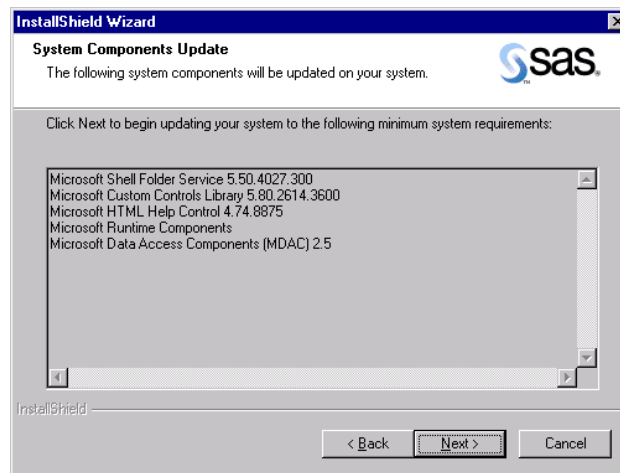 InstallShield Wizard
System Components Update
The following system components will be updated on your system.
sas.
TM
Click Next to begin updating your system to the following minimum system requirements:
Microsoft Shell Folder Service 5.50.4027.300
Microsoft Custom Controls Library 5.80.2614.3600
Microsoft HTML Help Control 4.74.8875
Microsoft Runtime Components
Microsoft Data Access Components (MDAC) 2.5
InstallShield
< Back
Next >
Cancel